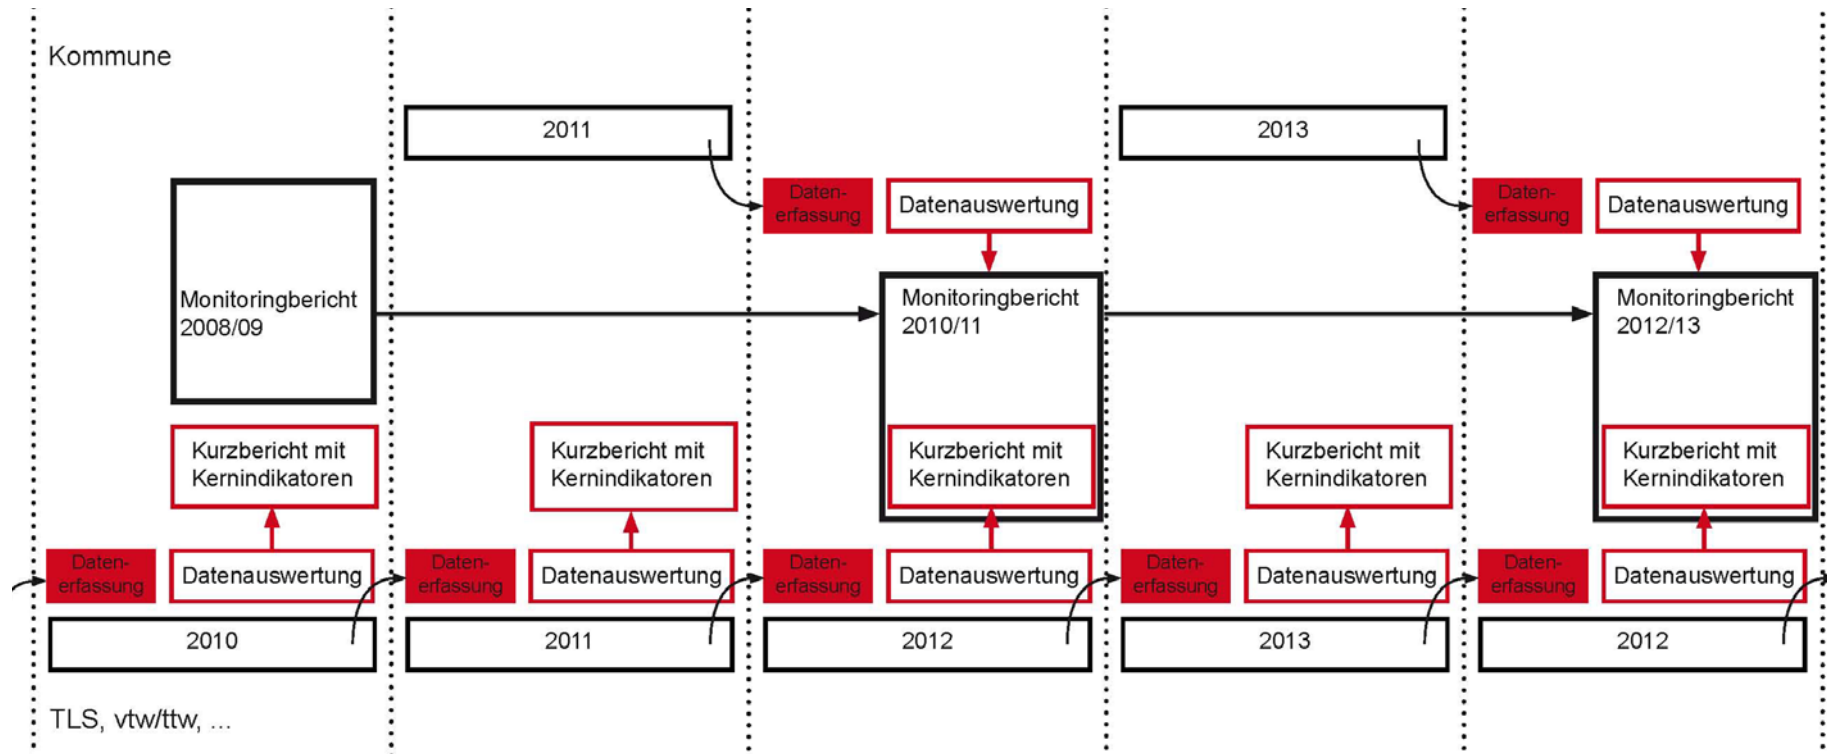 Kommune
2011
2013
Daten-
erfassung
Datenauswertung
Daten-
erfassung
Datenauswertung
Monitoringbericht
2008/09
Monitoringbericht
2010/11
Monitoringbericht
2012/13
Kurzbericht mit
Kernindikatoren
Kurzbericht mit
Kernindikatoren
Kurzbericht mit
Kernindikatoren
Kurzbericht mit
Kernindikatoren
Kurzbericht mit
Kernindikatoren
Daten-
erfassung
Datenauswertung
Daten-
erfassung
Datenauswertung
Daten-
erfassung
Datenauswertung
Daten-
erfassung
Datenauswertung
Daten-
erfassung
Datenauswertung
2010
2011
2012
2013
2012
TLS, vtw/ttw, ...